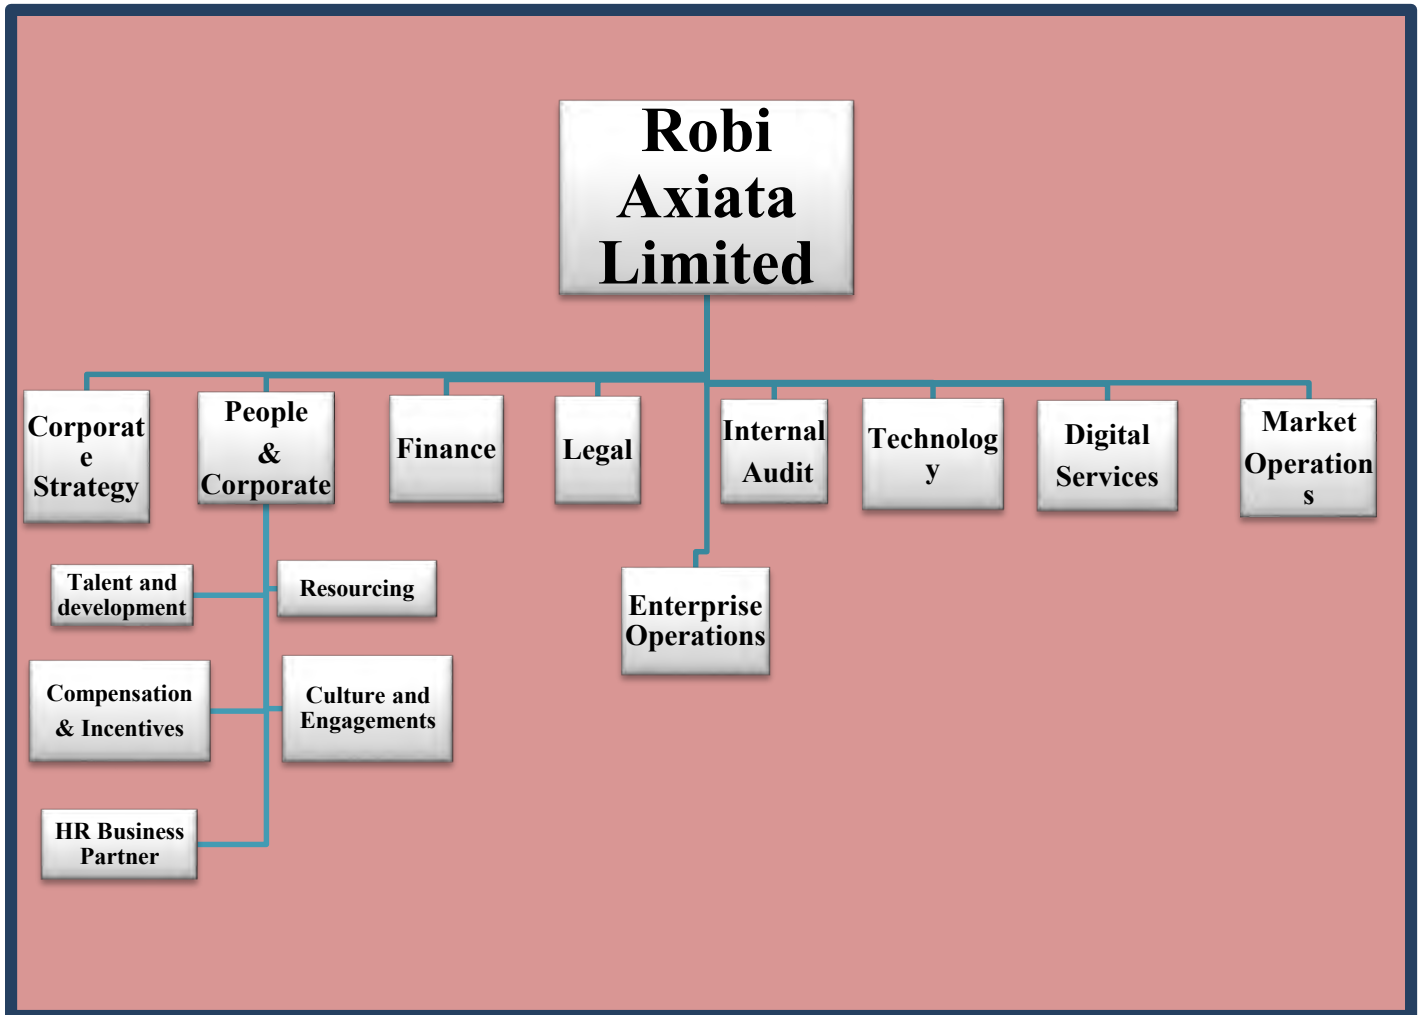 Robi
Axiata
Limited
Corporat
e
Strategy
People
&
Corporate
Finance
Legal
Internal
Audit
Technolog
y
Digital
Services
Market
Operation
s
Talent and
development
Resourcing
Enterprise
Operations
Compensation
& Incentives
Culture and
Engagements
HR Business
Partner